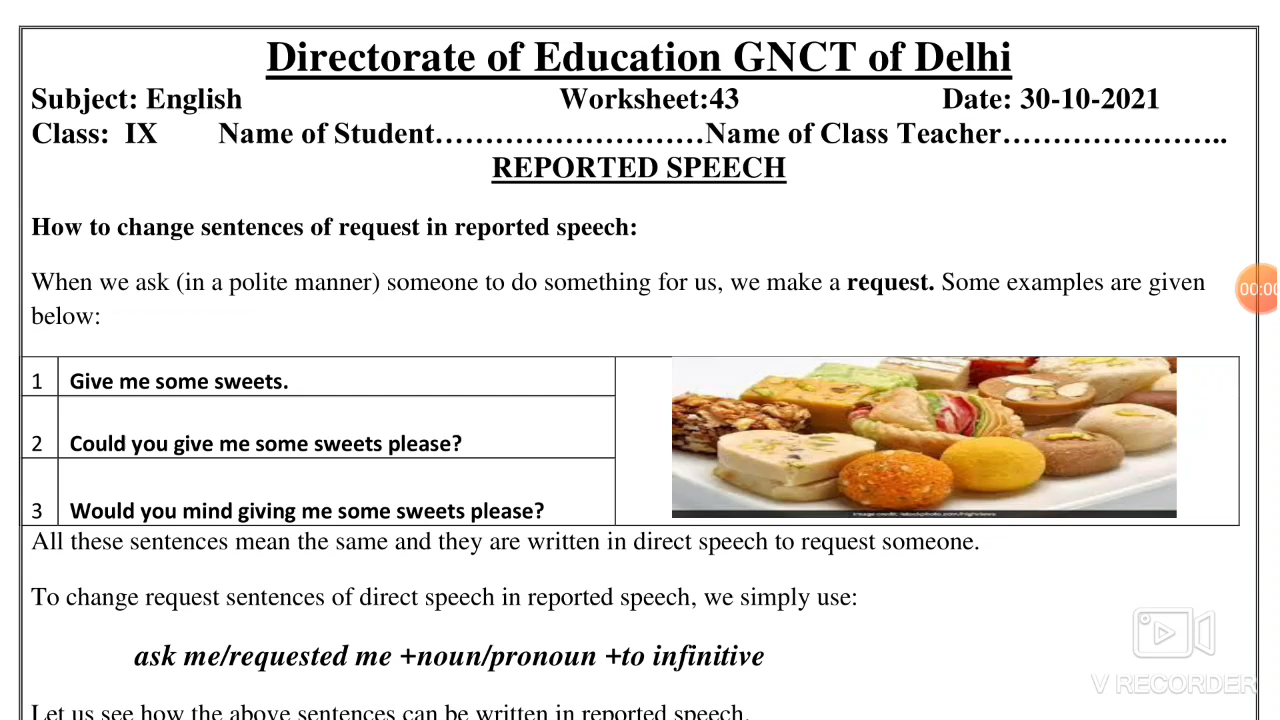 Directorate of Education GNCT of Delhi
Subject: English Worksheet:43 Date: 30-10-2021
Class: IX Name of Student………………………Name of Class Teacher…………………..
REPORTED SPEECH
How to change sentences of request in reported speech:
When we ask (in a polite manner) someone to do something for us, we make a request. Some examples are given
below:
00:00
1 Give me some sweets.
2 Could you give me some sweets please?
3 Would you mind giving me some sweets please?
All these sentences mean the same and they are written in direct speech to request someone.
To change request sentences of direct speech in reported speech, we simply use:
ask me/requested me +noun/pronoun +to infinitive
V RECORDER
Let us see how the above sentences can be written in reported speech.